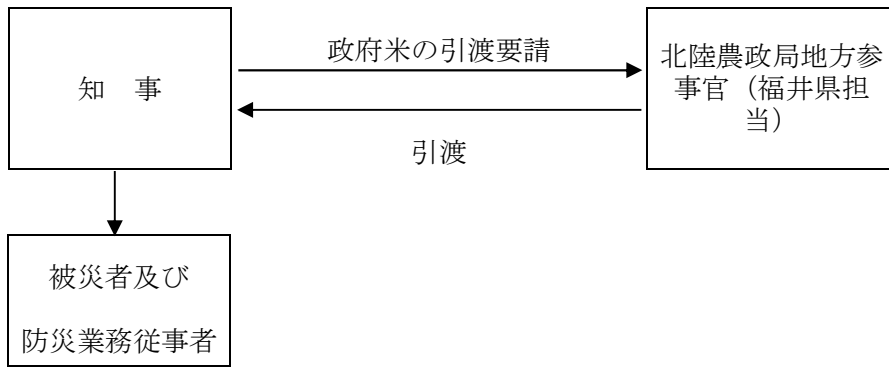 政府米の引渡要請
知　事
北陸農政局地方参
事官（福井県担
当）
引渡
被災者及び
防災業務従事者